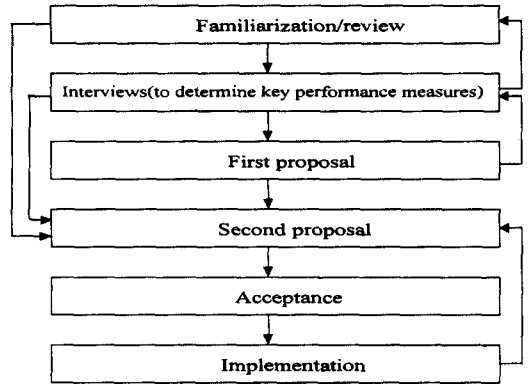 Familiarization/review
Interviews(to determine key performance measures)
First proposal
Second proposal
Acceptance
Implementation